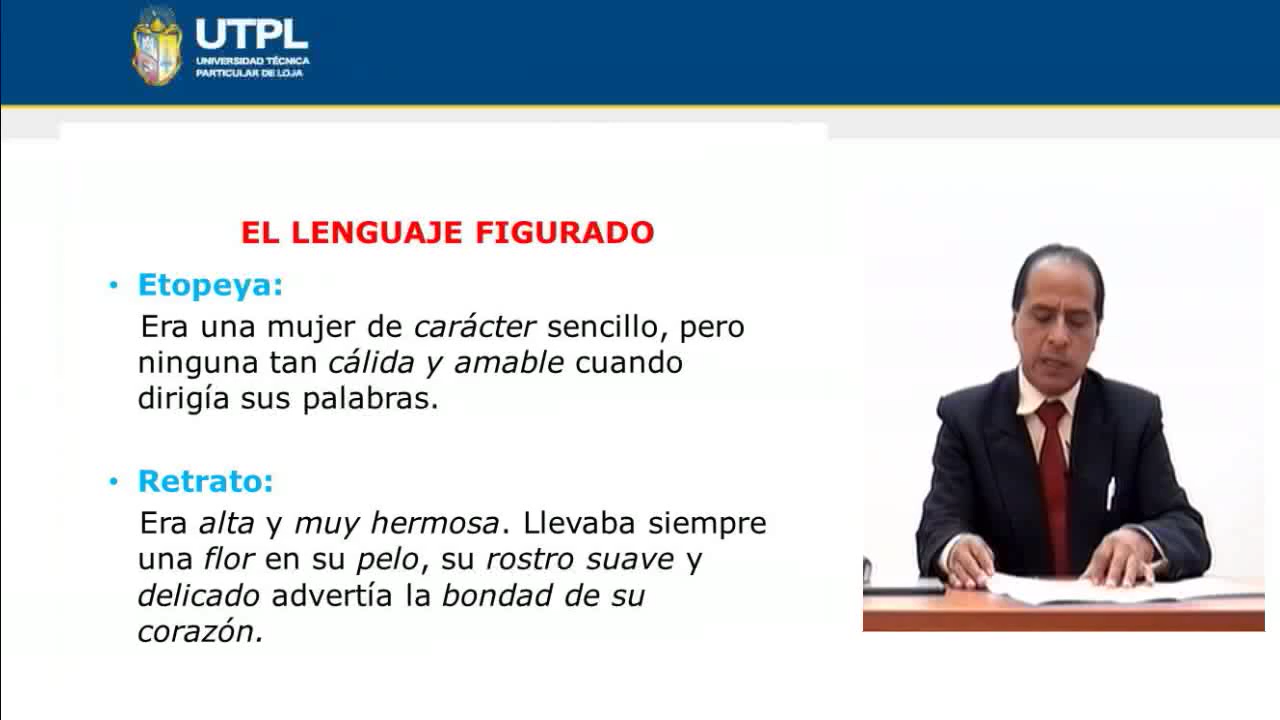 UTPL
UNIVERSIDAD TÉCNICA
PARTICULAR DE LOJA
EL LENGUAJE FIGURADO
• Etopeya:
Era una mujer de carácter sencillo, pero
ninguna tan cálida y amable cuando
dirigía sus palabras.
• Retrato:
Era alta y muy hermosa. Llevaba siempre
una flor en su pelo, su rostro suave y
delicado advertía la bondad de su
corazón.